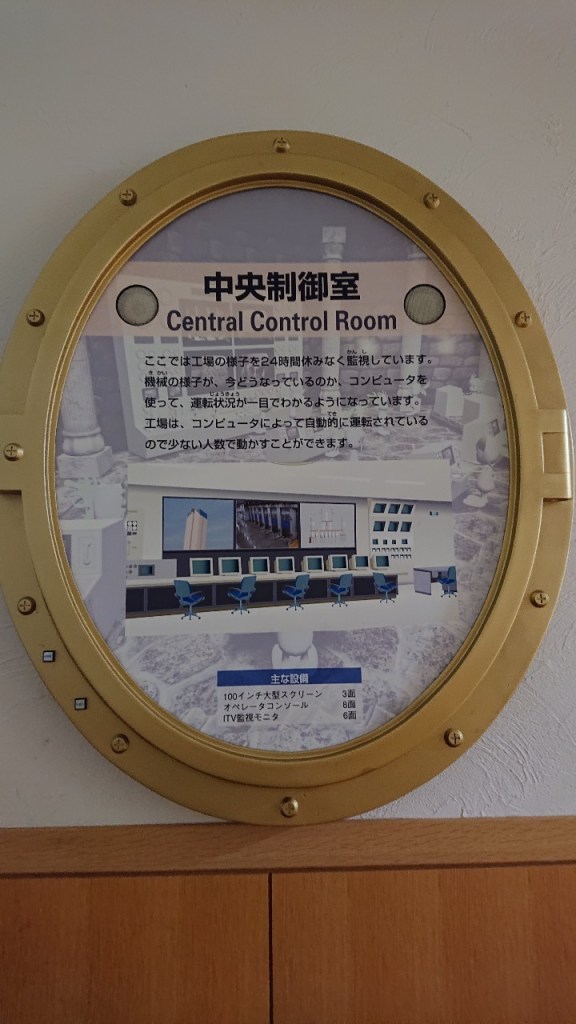 中央制御室
Central Control Room
ここでは工場の様子を24時間休みなく監視しています。
機械の様子が、今どうなっているのか、コンピュータを
使って、運転状況が一目でわかるようになっています。
工場は、コンピュータによって自動的に運転されている
ので少ない人数で動かすことができます。
主な設備
100インチ大型スクリーン 3面
オペレータコンソール 8面
ITV監視モニタ 6面